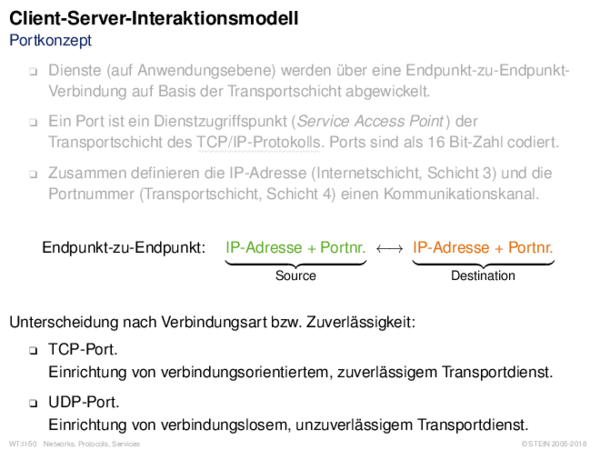 Client-Server-Interaktionsmodell
Portkonzept
❑ Dienste (auf Anwendungsebene) werden über eine Endpunkt-zu-Endpunkt-
Verbindung auf Basis der Transportschicht abgewickelt.
❑ Ein Port ist ein Dienstzugriffspunkt (Service Access Point) der
Transportschicht des TCP/IP-Protokolls. Ports sind als 16 Bit-Zahl codiert.
❑ Zusammen definieren die IP-Adresse (Internetschicht, Schicht 3) und die
Portnummer (Transportschicht, Schicht 4) einen Kommunikationskanal.
Endpunkt-zu-Endpunkt: IP-Adresse + Portnr. ←→ IP-Adresse + Portnr.
Source Destination
Unterscheidung nach Verbindungsart bzw. Zuverlässigkeit:
❑ TCP-Port.
Einrichtung von verbindungsorientiertem, zuverlässigem Transportdienst.
❑ UDP-Port.
Einrichtung von verbindungslosem, unzuverlässigem Transportdienst.
WT:II-50 Networks, Protocols, Services © STEIN 2005-2018